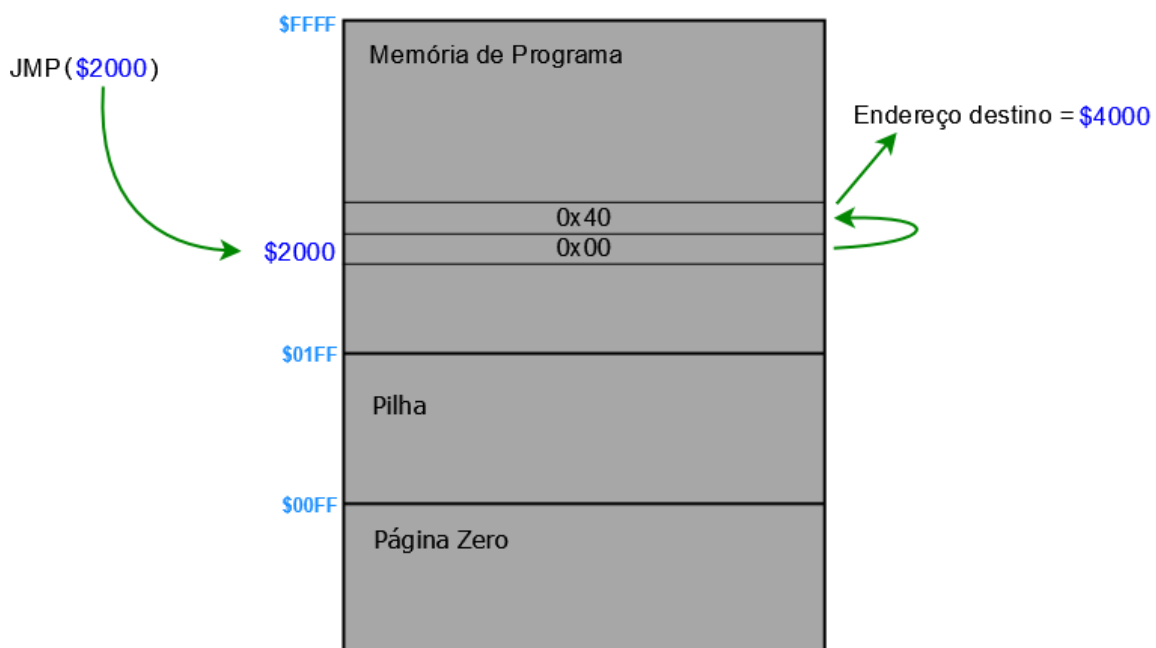 $FFFF
Memória de Programa
JMP($2000)
Endereço destino = $4000
0x40
$2000
0x00
$01FF
Pilha
$00FF
Página Zero